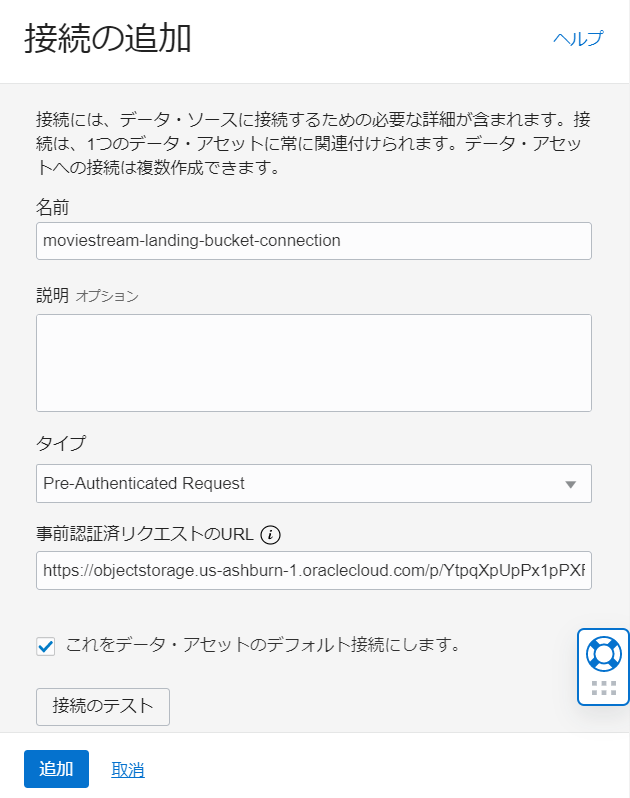 接続の追加
ヘルプ
接続には、データ・ソースに接続するための必要な詳細が含まれます。接
続は、1つのデータ・アセットに常に関連付けられます。データ・アセッ
トへの接続は複数作成できます。
名前
moviestream-landing-bucket-connection
説明 オプション
タイプ
Pre-Authenticated Request
事前認証済リクエストのURL
https://objectstorage.us-ashburn-1.oraclecloud.com/p/YtpqXpUpPx1pPXF
これをデータ・アセットのデフォルト接続にします。
接続のテスト
追加
取消